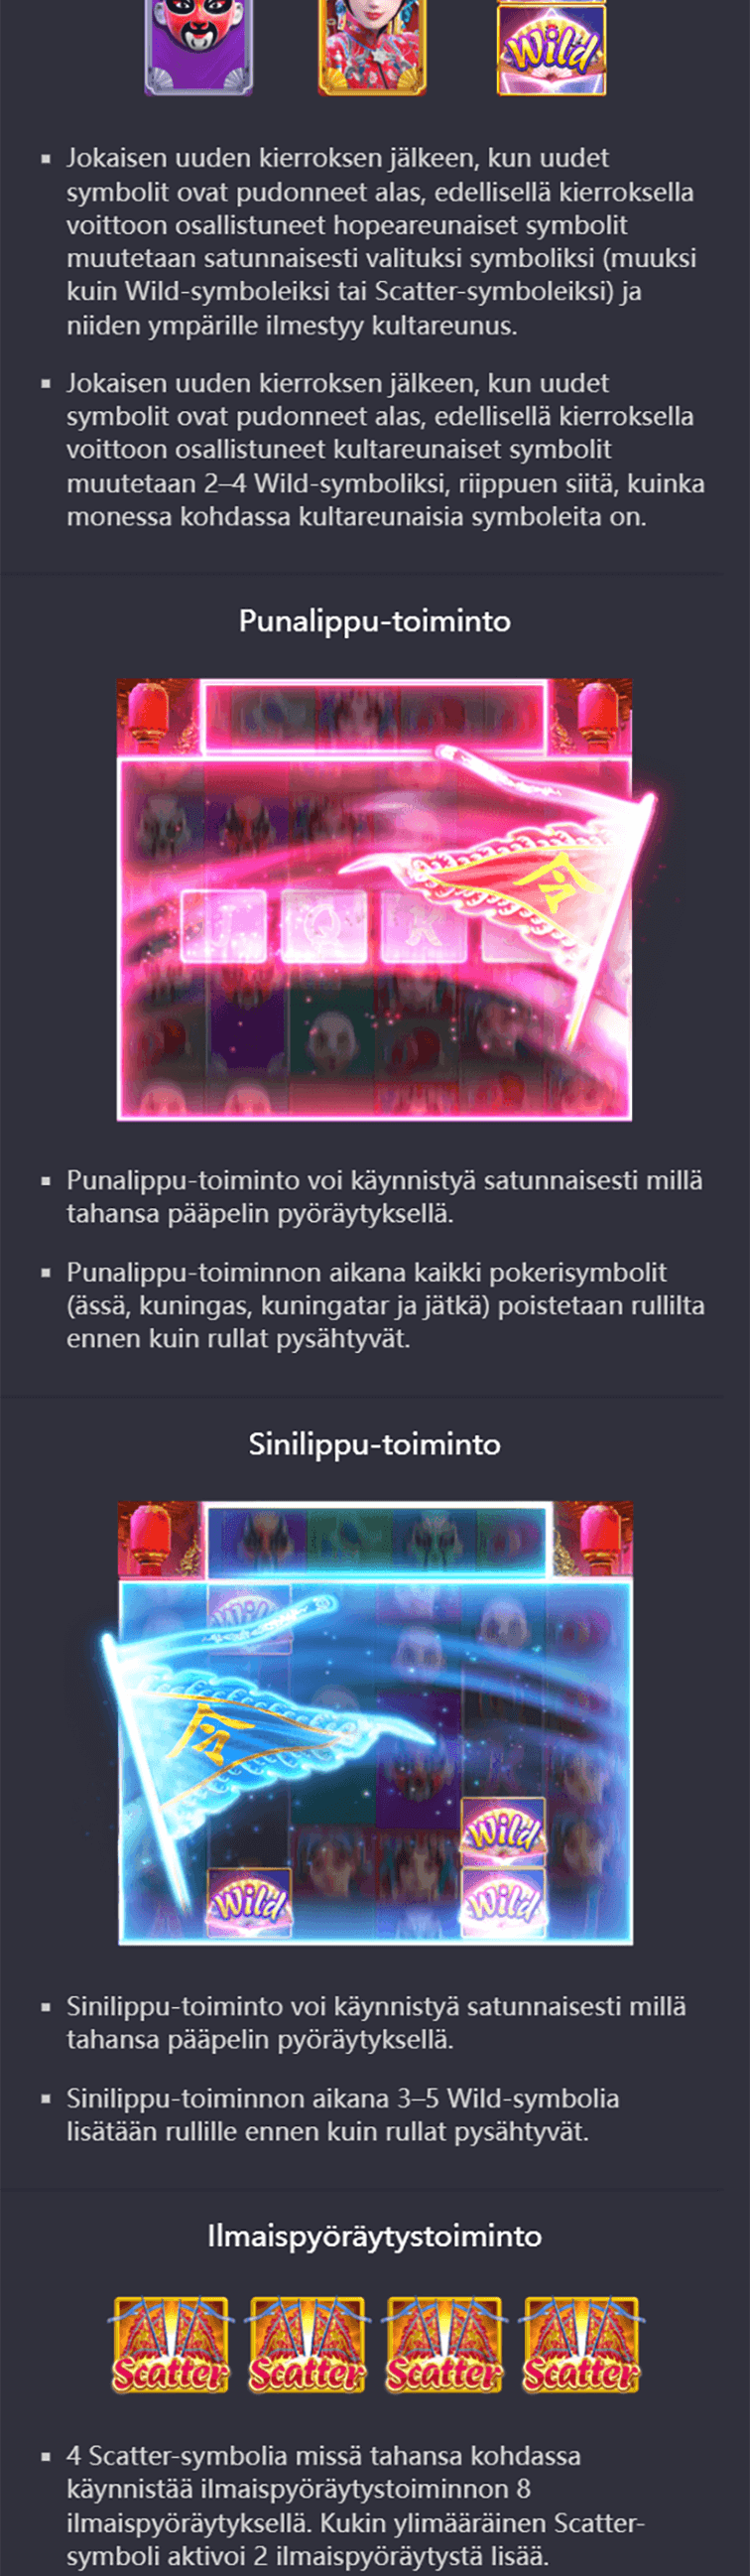 Wild
Jokaisen uuden kierroksen jälkeen, kun uudet
symbolit ovat pudonneet alas, edellisellä kierroksella
voittoon osallistuneet hopeareunaiset symbolit
muutetaan satunnaisesti valituksi symboliksi (muuksi
kuin Wild-symboleiksi tai Scatter-symboleiksi) ja
niiden ympärille ilmestyy kultareunus.
Jokaisen uuden kierroksen jälkeen, kun uudet
symbolit ovat pudonneet alas, edellisellä kierroksella
voittoon osallistuneet kultareunaiset symbolit
muutetaan 2–4 Wild-symboliksi, riippuen siitä, kuinka
monessa kohdassa kultareunaisia symboleita on.
Punalippu-toiminto
令
J Q K
Punalippu-toiminto voi käynnistyä satunnaisesti millä
tahansa pääpelin pyöräytyksellä.
Punalippu-toiminnon aikana kaikki pokerisymbolit
(ässä, kuningas, kuningatar ja jätkä) poistetaan rullilta
ennen kuin rullat pysähtyvät.
Sinilippu-toiminto
Wild
令
Wild
Wild Wild
Sinilippu-toiminto voi käynnistyä satunnaisesti millä
tahansa pääpelin pyöräytyksellä.
Sinilippu-toiminnon aikana 3–5 Wild-symbolia
lisätään rullille ennen kuin rullat pysähtyvät.
Ilmaispyöräytystoiminto
Scatter Scatter Scatter Scatter
4 Scatter-symbolia missä tahansa kohdassa
käynnistää ilmaispyöräytystoiminnon 8
ilmaispyöräytyksellä. Kukin ylimääräinen Scatter-
symboli aktivoi 2 ilmaispyöräytystä lisää.